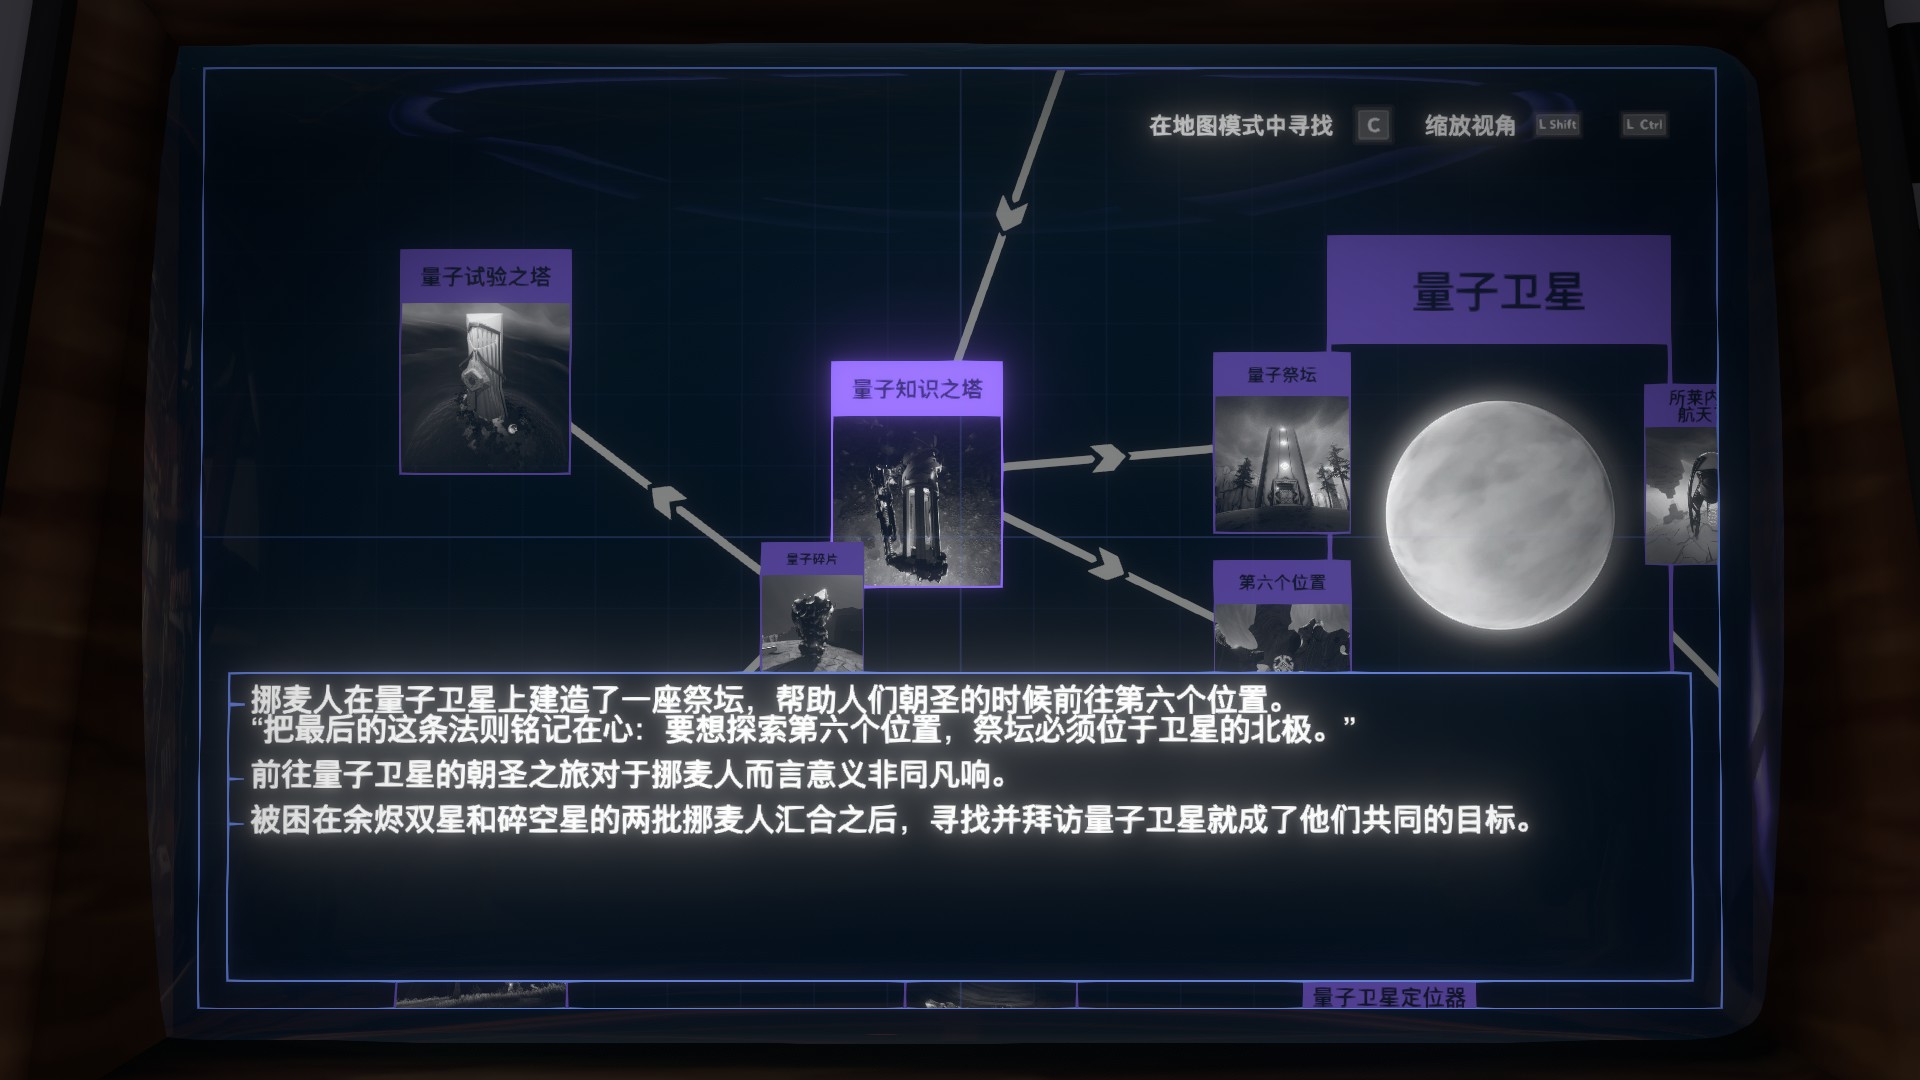 在地图模式中寻找 C 缩放视角 L Shift L Ctrl
量子试验之塔
量子卫星
量子知识之塔
量子祭坛
所莱内
航天
量子碎片
第六个位置
挪麦人在量子卫星上建造了一座祭坛，帮助人们朝圣的时候前往第六个位置。
“把最后的这条法则铭记在心：要想探索第六个位置，祭坛必须位于卫星的北极。”
前往量子卫星的朝圣之旅对于挪麦人而言意义非同凡响。
被困在余烬双星和碎空星的两批挪麦人汇合之后，寻找并拜访量子卫星就成了他们共同的目标。
量子卫星定位器